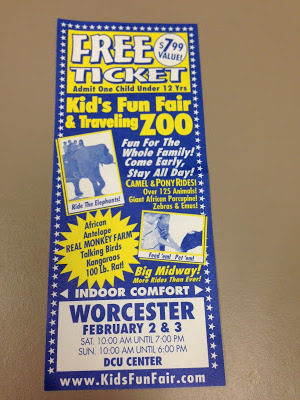 FREE
$7.99
VALUE!
TICKET
Admit One Child Under 12 Yrs
Kid's Fun Fair
& Traveling ZOO
Fun For The
Whole Family!
Come Early,
Stay All Day!
CAMEL & PONY RIDES!
Over 125 Animals!
Giant African Porcupine!
Zebras & Emus!
Ride The Elephants!
African
Antelope
REAL MONKEY FARM
Talking Birds
Kangaroos
100 Lb. Rat!
Feed 'em! Pet 'em!
Big Midway!
More Rides Than Ever!
INDOOR COMFORT
WORCESTER
FEBRUARY 2 & 3
SAT. 10:00 AM UNTIL 7:00 PM
SUN. 10:00 AM UNTIL 6:00 PM
DCU CENTER
www.KidsFunFair.com